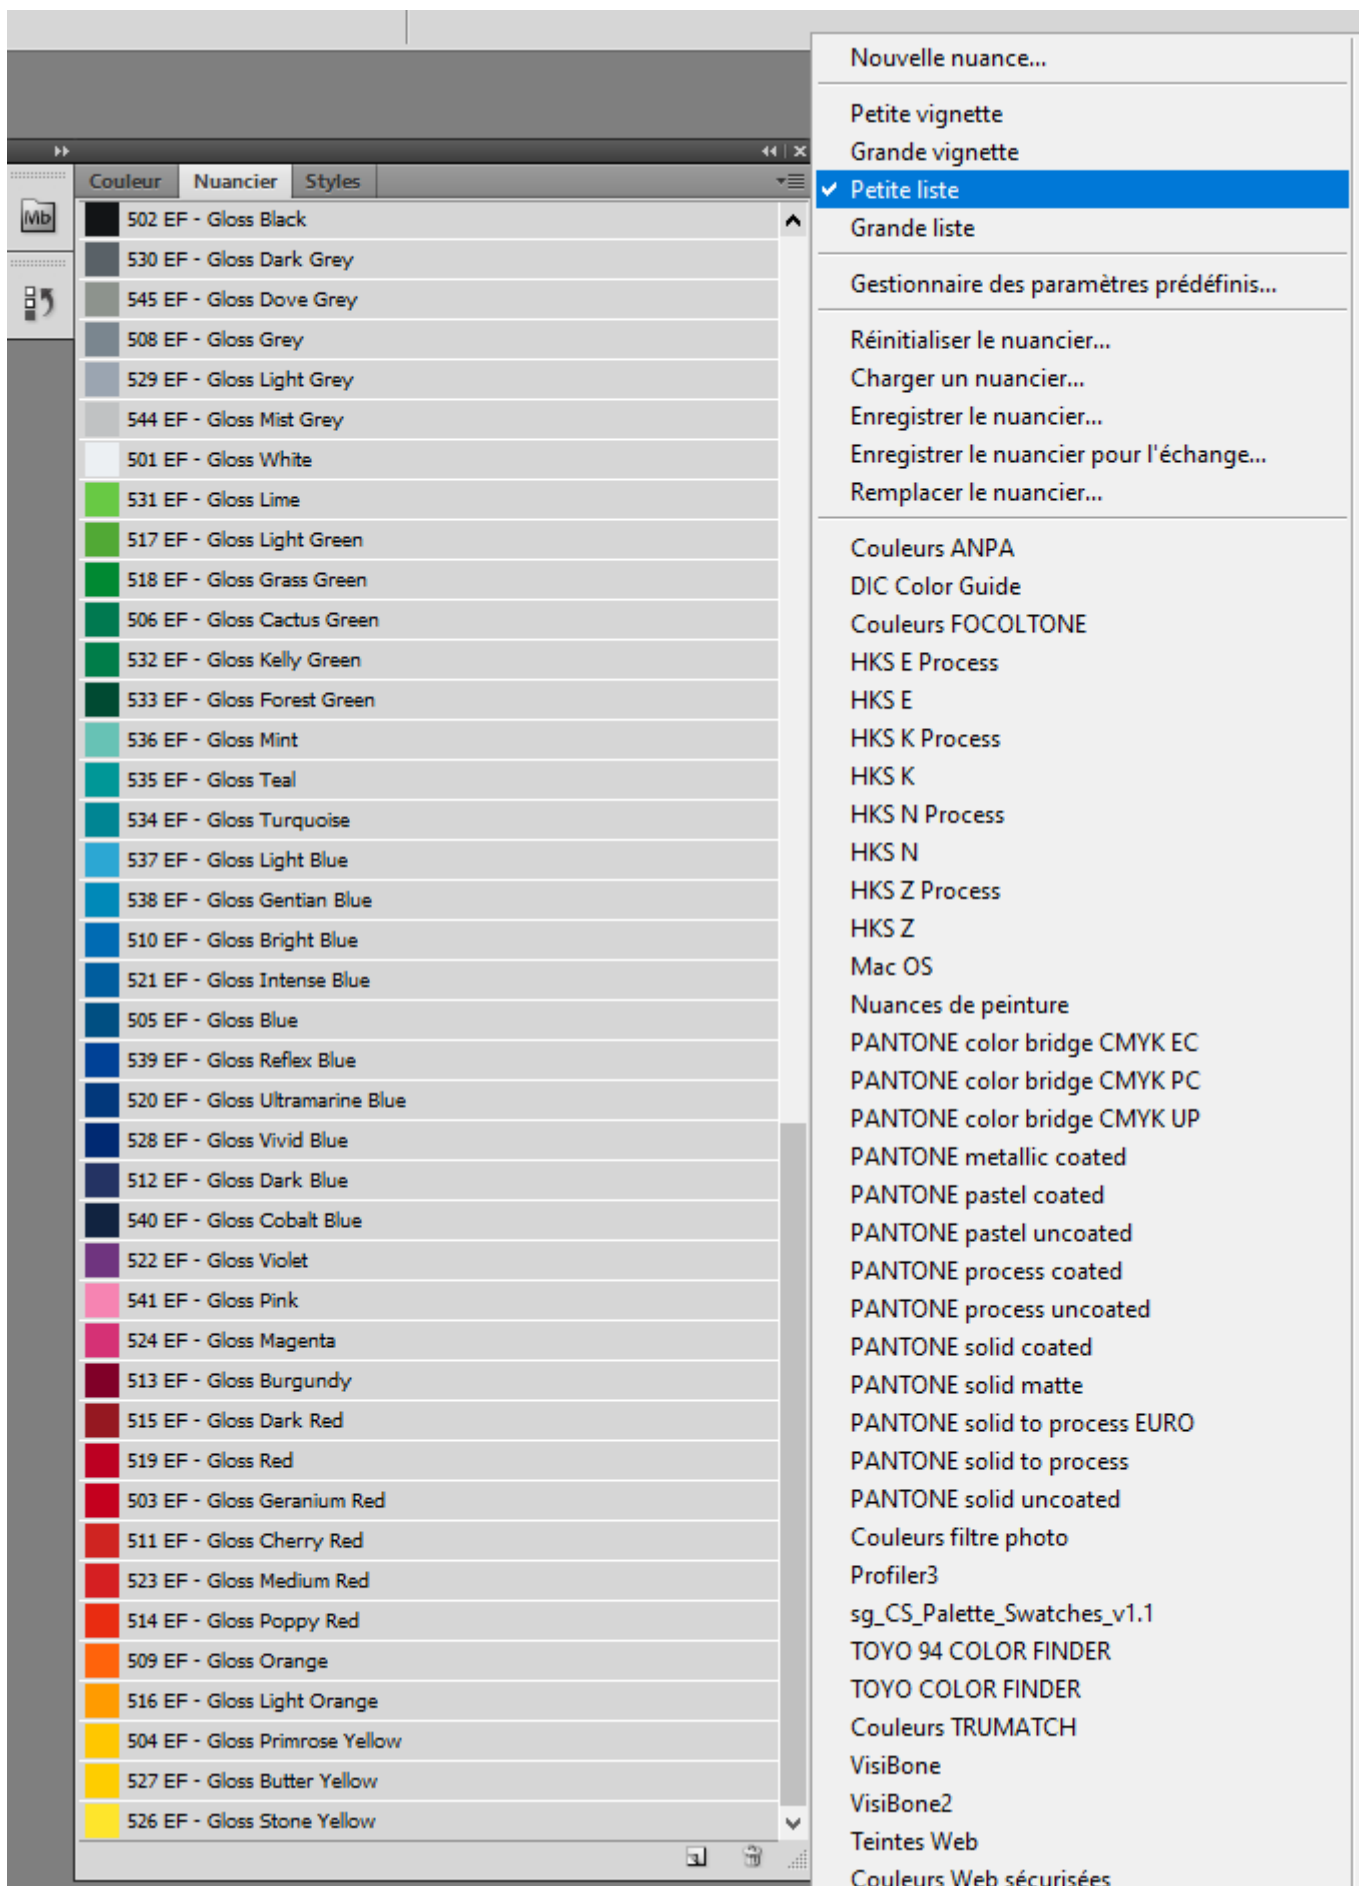 Mb
Couleur
Nuancier
Styles
502 EF - Gloss Black
530 EF - Gloss Dark Grey
545 EF - Gloss Dove Grey
508 EF - Gloss Grey
529 EF - Gloss Light Grey
544 EF - Gloss Mist Grey
501 EF - Gloss White
531 EF - Gloss Lime
517 EF - Gloss Light Green
518 EF - Gloss Grass Green
506 EF - Gloss Cactus Green
532 EF - Gloss Kelly Green
533 EF - Gloss Forest Green
536 EF - Gloss Mint
535 EF - Gloss Teal
534 EF - Gloss Turquoise
537 EF - Gloss Light Blue
538 EF - Gloss Gentian Blue
510 EF - Gloss Bright Blue
521 EF - Gloss Intense Blue
505 EF - Gloss Blue
539 EF - Gloss Reflex Blue
520 EF - Gloss Ultramarine Blue
528 EF - Gloss Vivid Blue
512 EF - Gloss Dark Blue
540 EF - Gloss Cobalt Blue
522 EF - Gloss Violet
541 EF - Gloss Pink
524 EF - Gloss Magenta
513 EF - Gloss Burgundy
515 EF - Gloss Dark Red
519 EF - Gloss Red
503 EF - Gloss Geranium Red
511 EF - Gloss Cherry Red
523 EF - Gloss Medium Red
514 EF - Gloss Poppy Red
509 EF - Gloss Orange
516 EF - Gloss Light Orange
504 EF - Gloss Primrose Yellow
527 EF - Gloss Butter Yellow
526 EF - Gloss Stone Yellow
Nouvelle nuance...
Petite vignette
Grande vignette
Petite liste
Grande liste
Gestionnaire des paramètres prédéfinis...
Réinitialiser le nuancier...
Charger un nuancier...
Enregistrer le nuancier...
Enregistrer le nuancier pour l'échange...
Remplacer le nuancier...
Couleurs ANPA
DIC Color Guide
Couleurs FOCOLTONE
HKS E Process
HKS E
HKS K Process
HKS K
HKS N Process
HKS N
HKS Z Process
HKS Z
Mac OS
Nuances de peinture
PANTONE color bridge CMYK EC
PANTONE color bridge CMYK PC
PANTONE color bridge CMYK UP
PANTONE metallic coated
PANTONE pastel coated
PANTONE pastel uncoated
PANTONE process coated
PANTONE process uncoated
PANTONE solid coated
PANTONE solid matte
PANTONE solid to process EURO
PANTONE solid to process
PANTONE solid uncoated
Couleurs filtre photo
Profiler3
sg_CS_Palette_Swatches_v1.1
TOYO 94 COLOR FINDER
TOYO COLOR FINDER
Couleurs TRUMATCH
VisiBone
VisiBone2
Teintes Web
Couleurs Web sécurisées